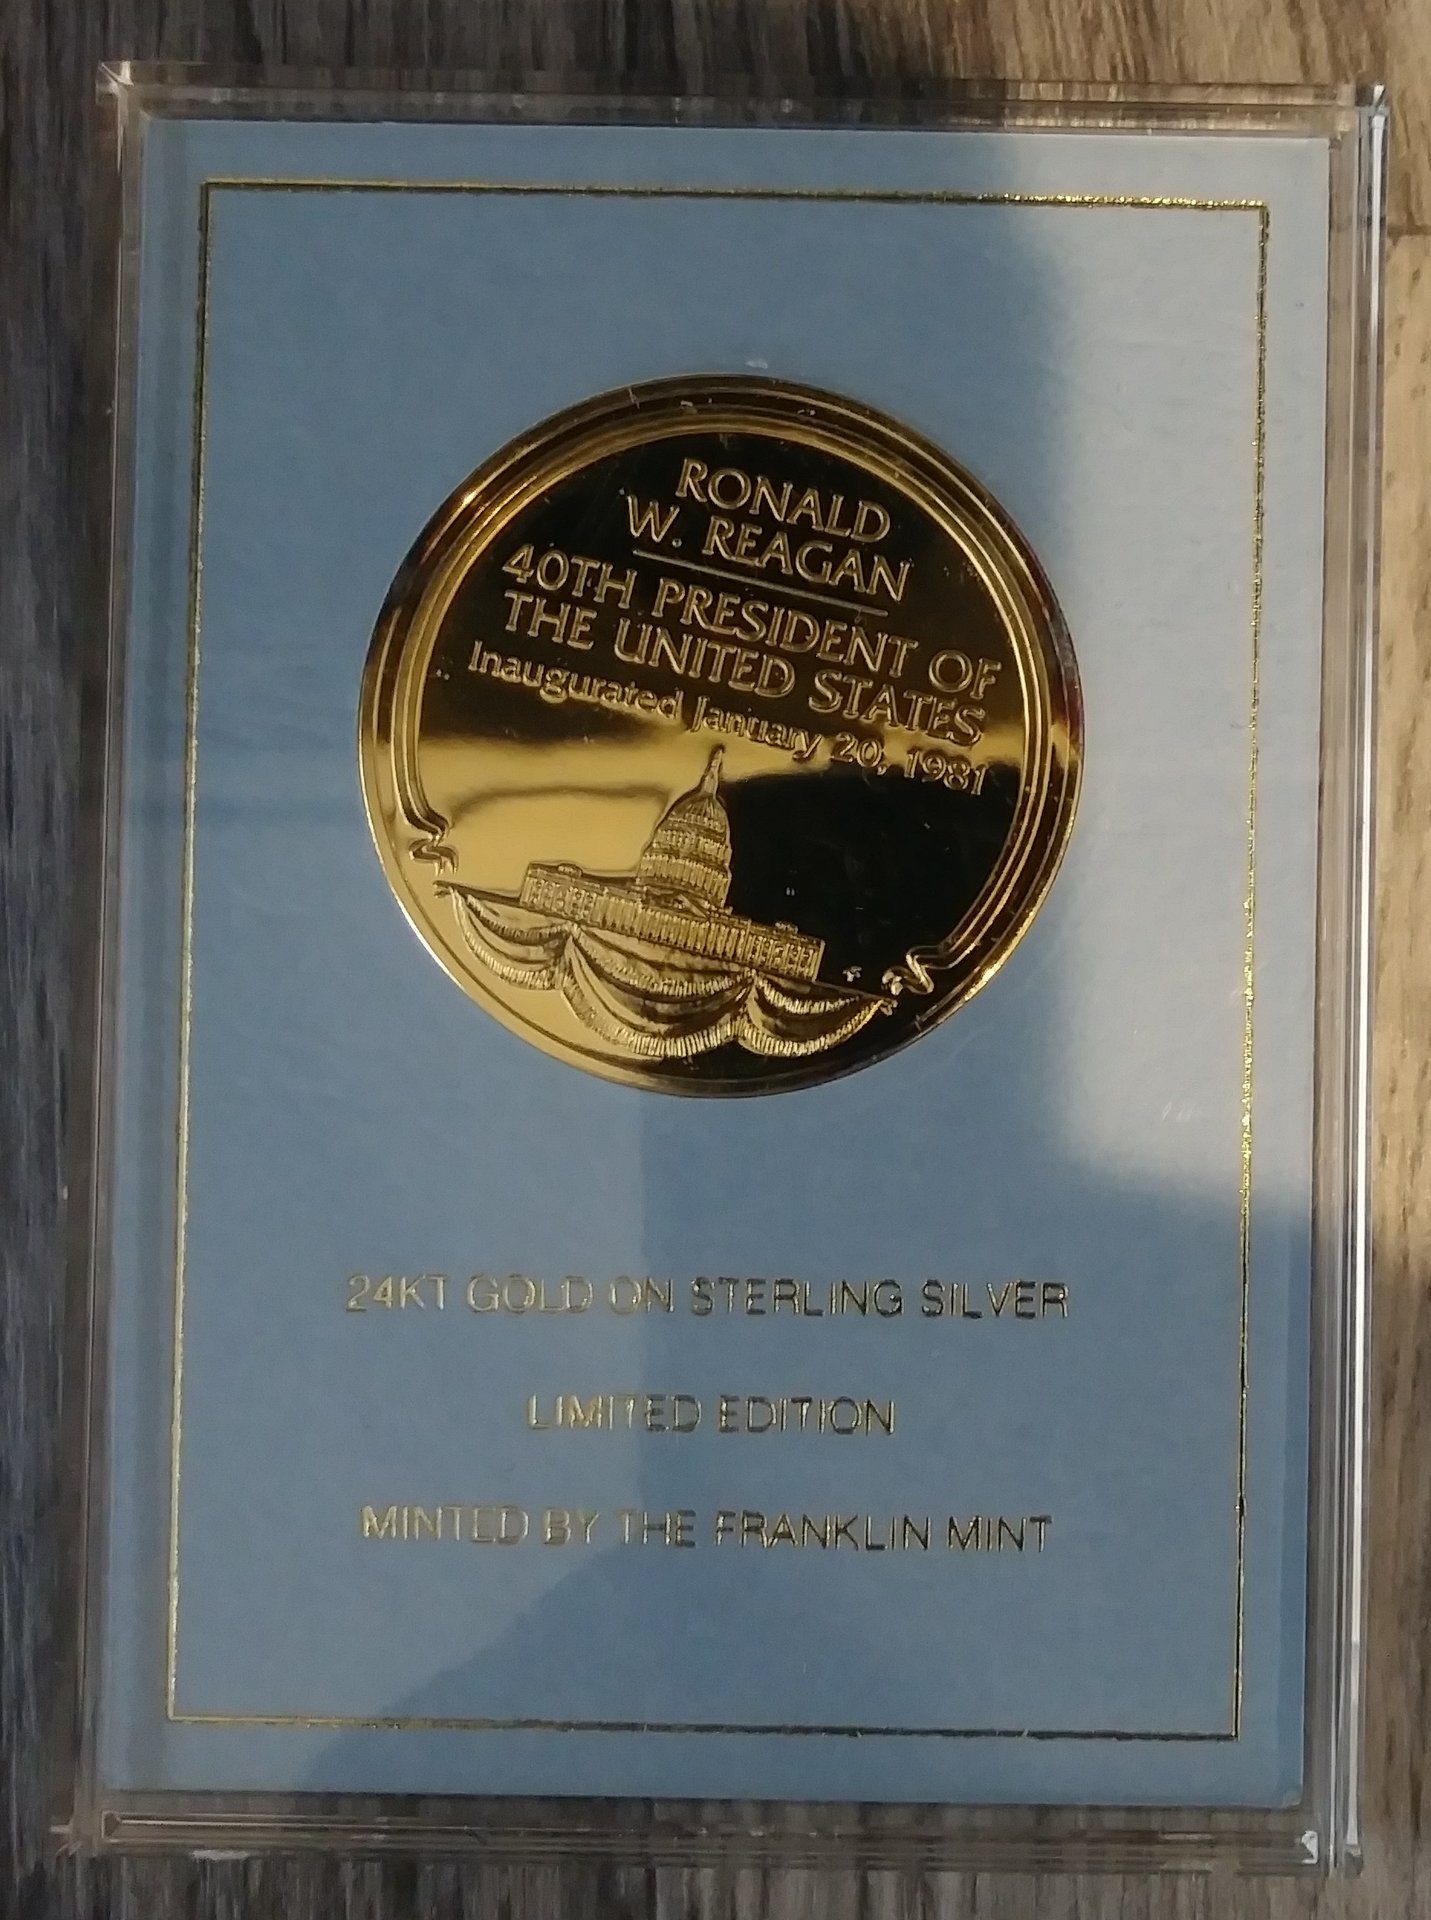 RONALD
W. REAGAN
40TH PRESIDENT OF
THE UNITED STATES
Inaugurated January 20, 1981
24KT GOLD ON STERLING SILVER
LIMITED EDITION
MINTED BY THE FRANKLIN MINT